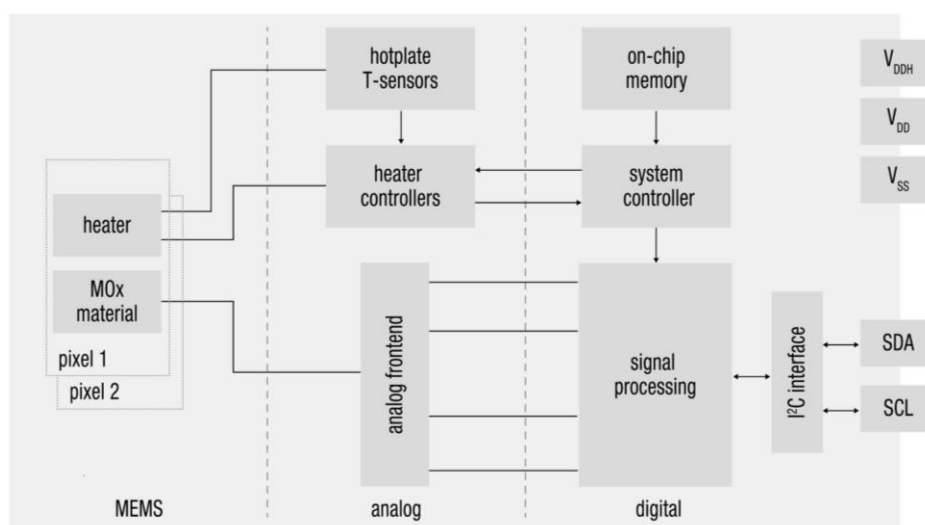 hotplate
T-sensors
on-chip
memory
V_DDH
V_DD
V_SS
heater
controllers
system
controller
heater
MOx
material
pixel 1
pixel 2
analog frontend
signal
processing
I²C interface
SDA
SCL
MEMS
analog
digital